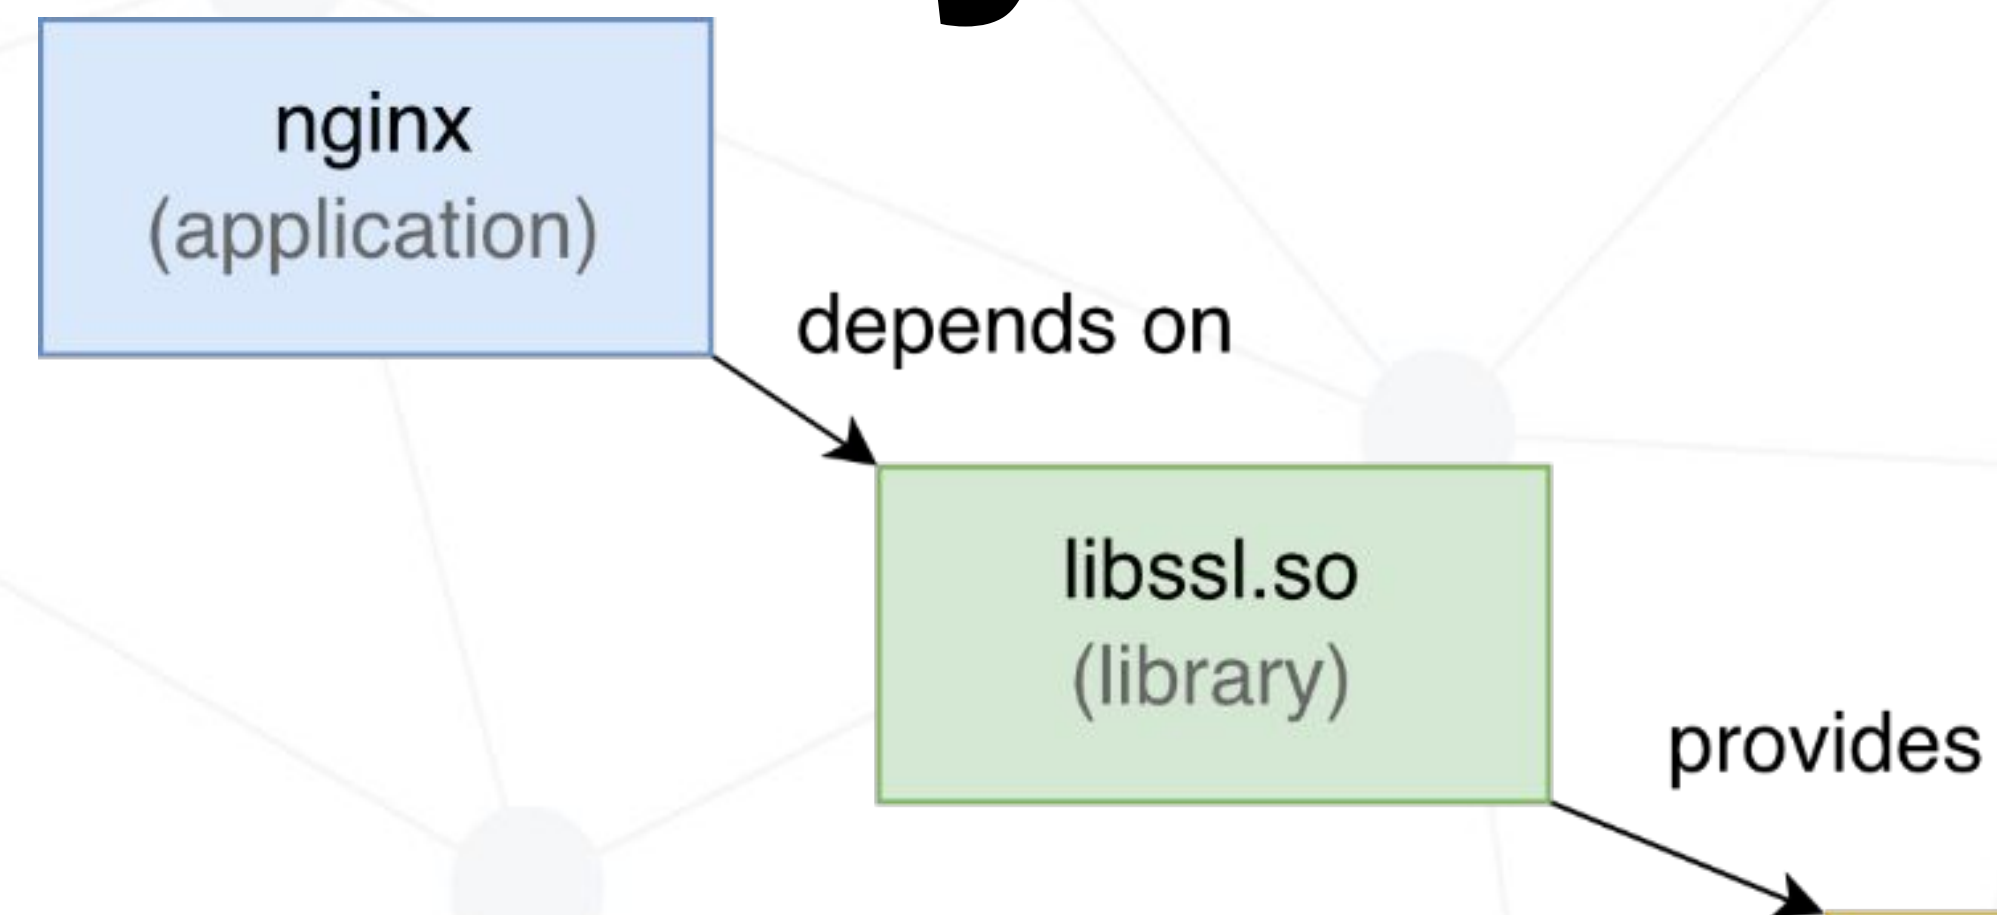 nginx
(application)
depends on
libssl.so
(library)
provides